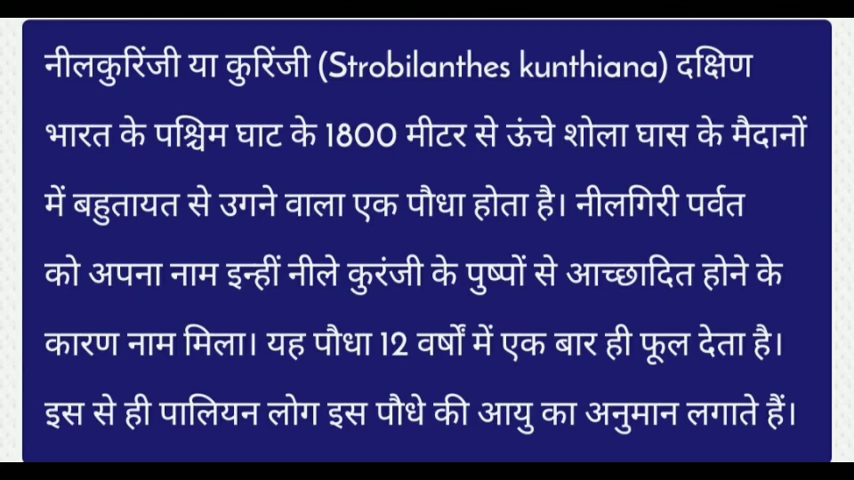 नीलकुरिंजी या कुरिंजी (Strobilanthes kunthiana) दक्षिण
भारत के पश्चिम घाट के 1800 मीटर से ऊंचे शोला घास के मैदानों
में बहुतायत से उगने वाला एक पौधा होता है। नीलगिरी पर्वत
को अपना नाम इन्हीं नीले कुरंजी के पुष्पों से आच्छादित होने के
कारण नाम मिला। यह पौधा 12 वर्षों में एक बार ही फूल देता है।
इस से ही पालियन लोग इस पौधे की आयु का अनुमान लगाते हैं।